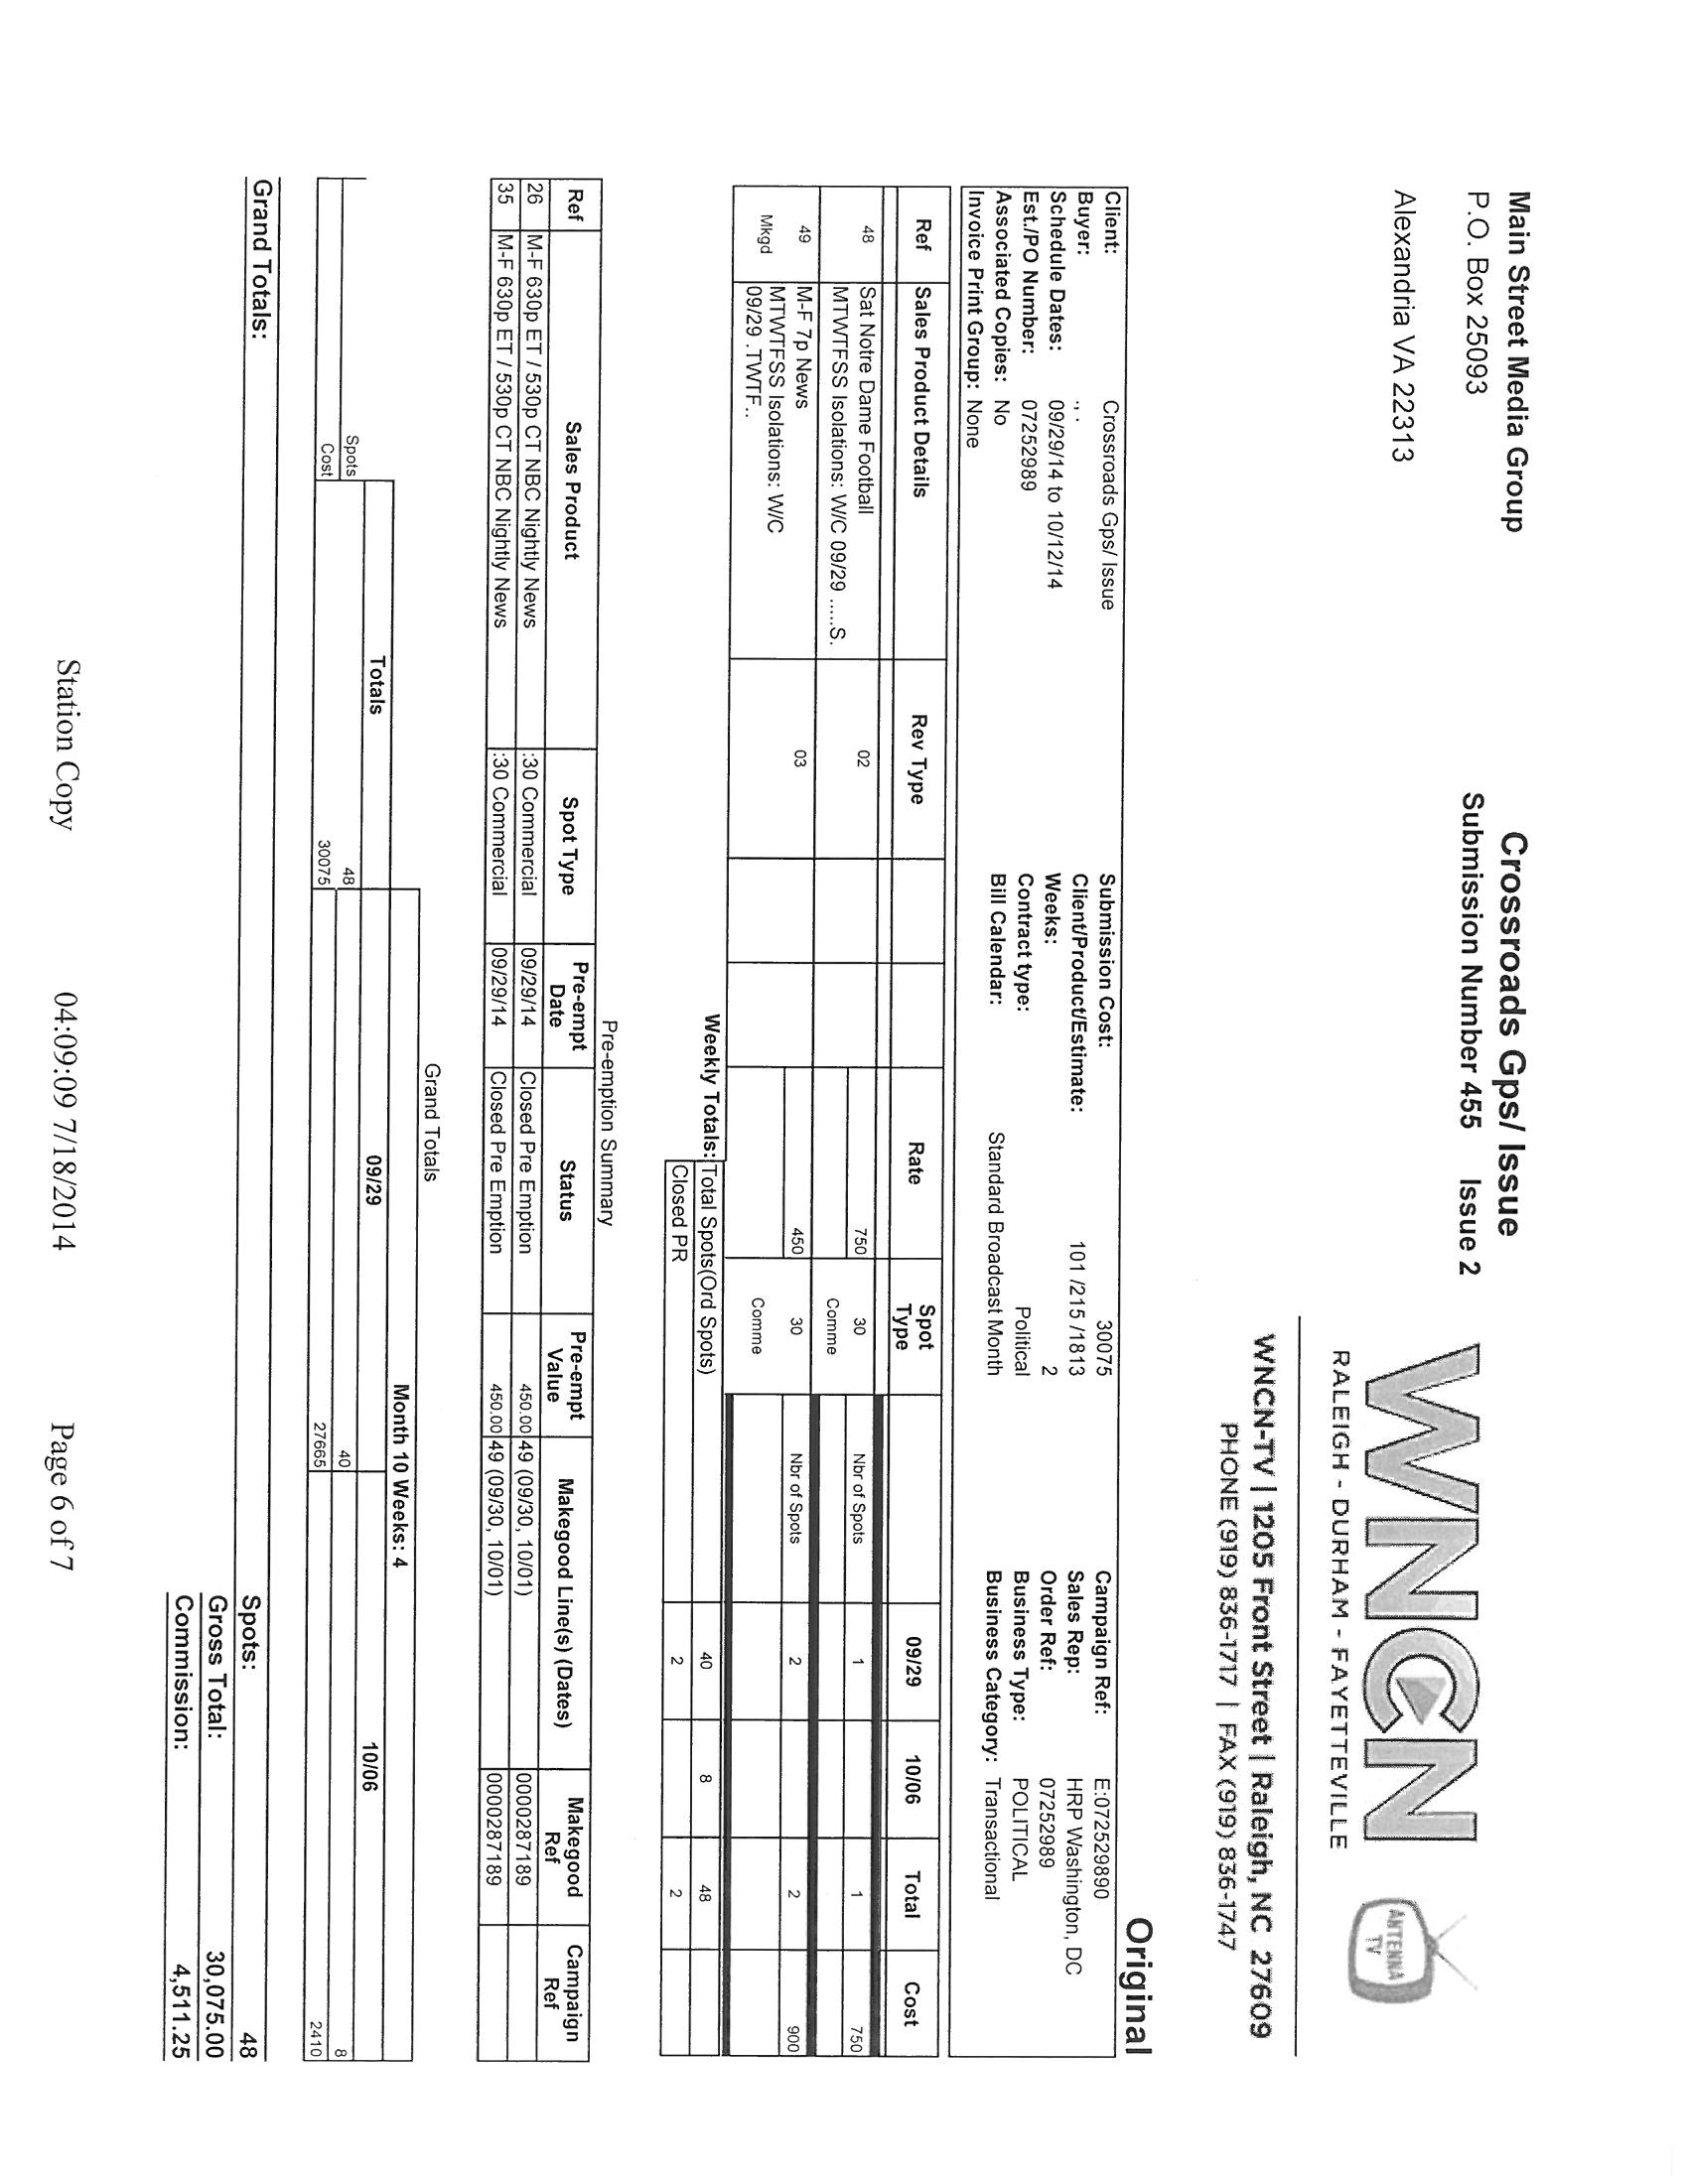 Main Street Media Group
P.O. Box 25093
Alexandria VA 22313
Crossroads Gps/ Issue
Submission Number 455 Issue 2
WNCN
RALEIGH - DURHAM - FAYETTEVILLE
ANTENNA
TV
WNCN-TV | 1205 Front Street | Raleigh, NC 27609
PHONE (919) 836-1717 | FAX (919) 836-1747
Original
Client: Crossroads Gps/ Issue Submission Cost: 30075 Campaign Ref: E:072529890
Buyer: ., . Client/Product/Estimate: 101 /215 /1813 Sales Rep: HRP Washington, DC
Schedule Dates: 09/29/14 to 10/12/14 Weeks: 2 Order Ref: 07252989
Est./PO Number: 07252989 Contract type: Political Business Type: POLITICAL
Associated Copies: No Bill Calendar: Standard Broadcast Month Business Category: Transactional
Invoice Print Group: None
Ref Sales Product Details Rev Type Rate Spot Type 09/29 10/06 Total Cost
48 Sat Notre Dame Football 02 750 30 Nbr of Spots 1 1 750
MTWTFSS Isolations: W/C 09/29 .....S. Comme
49 M-F 7p News 03 450 30 Nbr of Spots 2 2 900
Mkgd MTWTFSS Isolations: W/C Comme
09/29 .TWTF..
Weekly Totals: Total Spots(Ord Spots) 40 8 48
Closed PR 2 2
Pre-emption Summary
Ref Sales Product Spot Type Pre-empt Date Status Pre-empt Value Makegood Line(s) (Dates) Makegood Ref Campaign Ref
26 M-F 630p ET / 530p CT NBC Nightly News :30 Commercial 09/29/14 Closed Pre Emption 450.00 49 (09/30, 10/01) 0000287189
35 M-F 630p ET / 530p CT NBC Nightly News :30 Commercial 09/29/14 Closed Pre Emption 450.00 49 (09/30, 10/01) 0000287189
Grand Totals
Month 10 Weeks: 4
Totals 09/29 10/06
Spots 48 40 8
Cost 30075 27665 2410
Grand Totals: Spots: 48
Gross Total: 30,075.00
Commission: 4,511.25
Station Copy 04:09:09 7/18/2014 Page 6 of 7